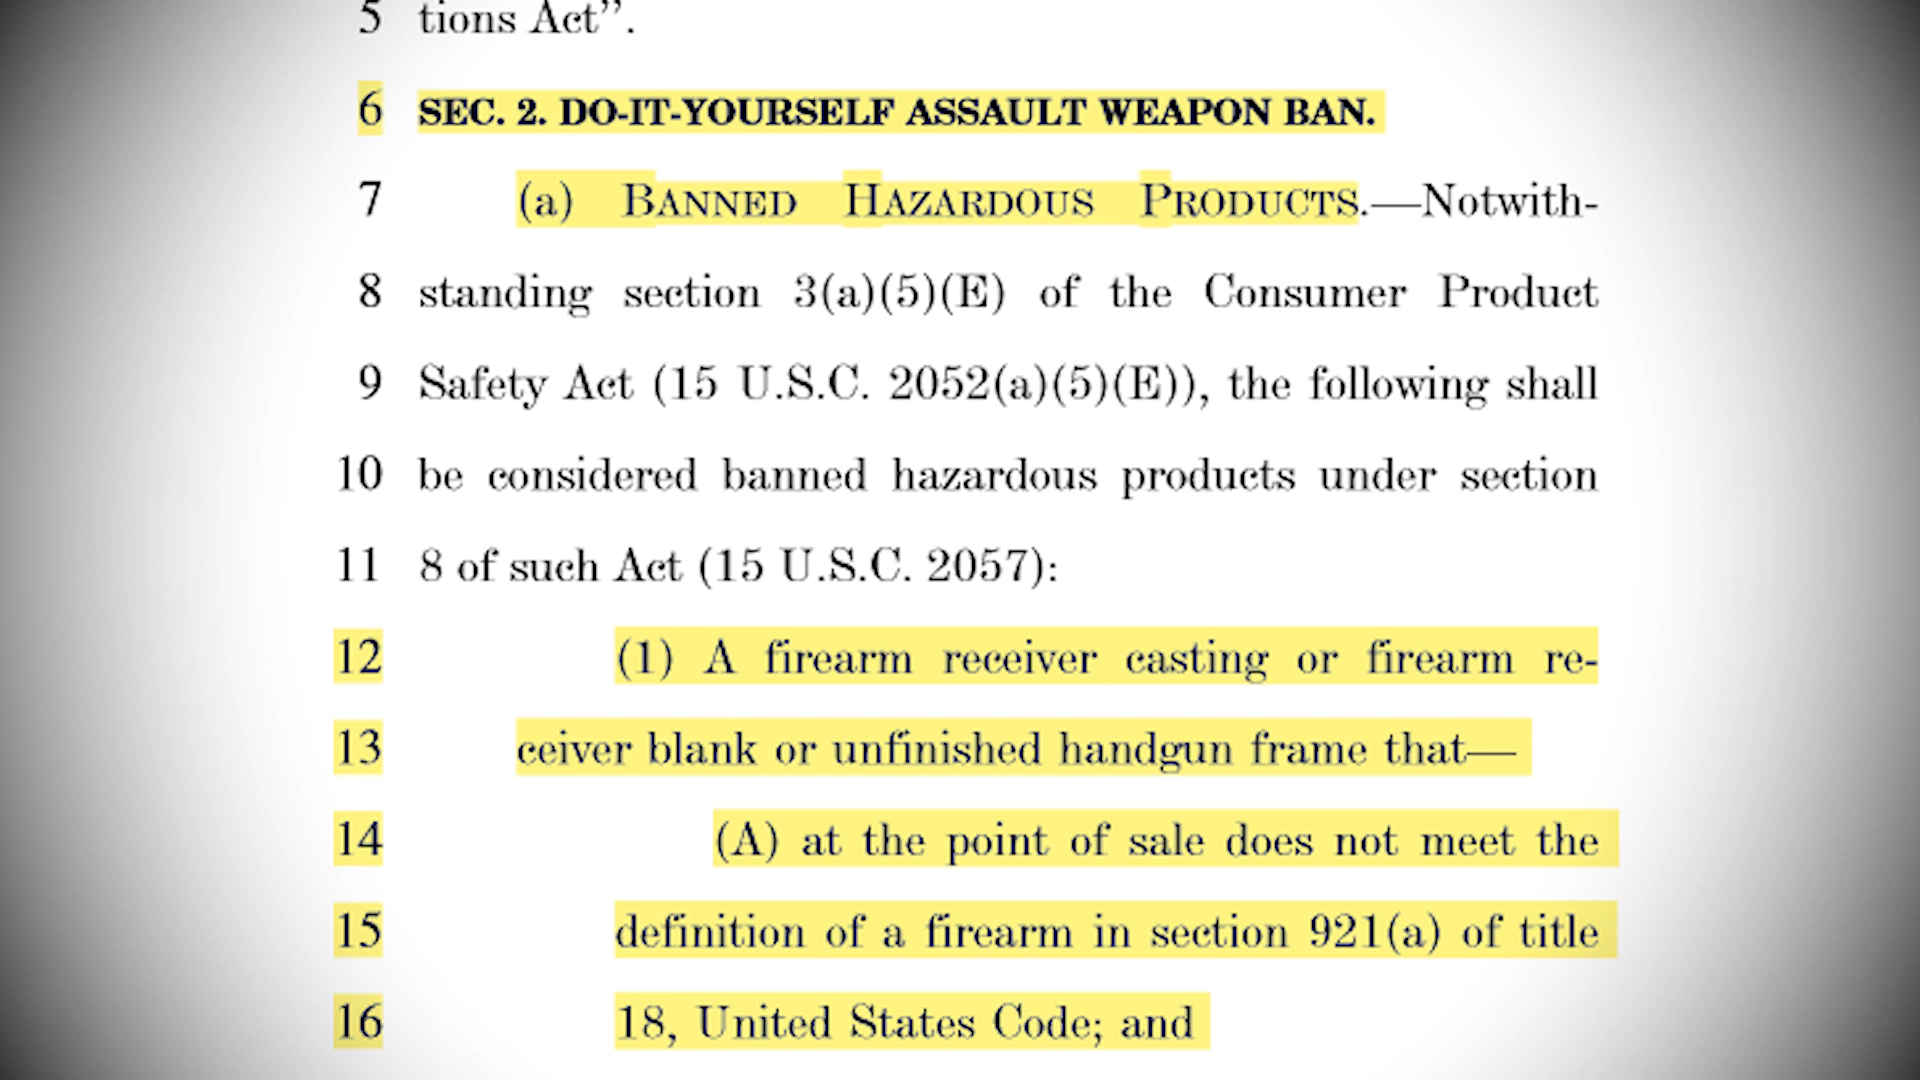 5 tions Act”.
6 SEC. 2. DO-IT-YOURSELF ASSAULT WEAPON BAN.
7 (a) BANNED HAZARDOUS PRODUCTS.—Notwith-
8 standing section 3(a)(5)(E) of the Consumer Product
9 Safety Act (15 U.S.C. 2052(a)(5)(E)), the following shall
10 be considered banned hazardous products under section
11 8 of such Act (15 U.S.C. 2057):
12 (1) A firearm receiver casting or firearm re-
13 ceiver blank or unfinished handgun frame that—
14 (A) at the point of sale does not meet the
15 definition of a firearm in section 921(a) of title
16 18, United States Code; and